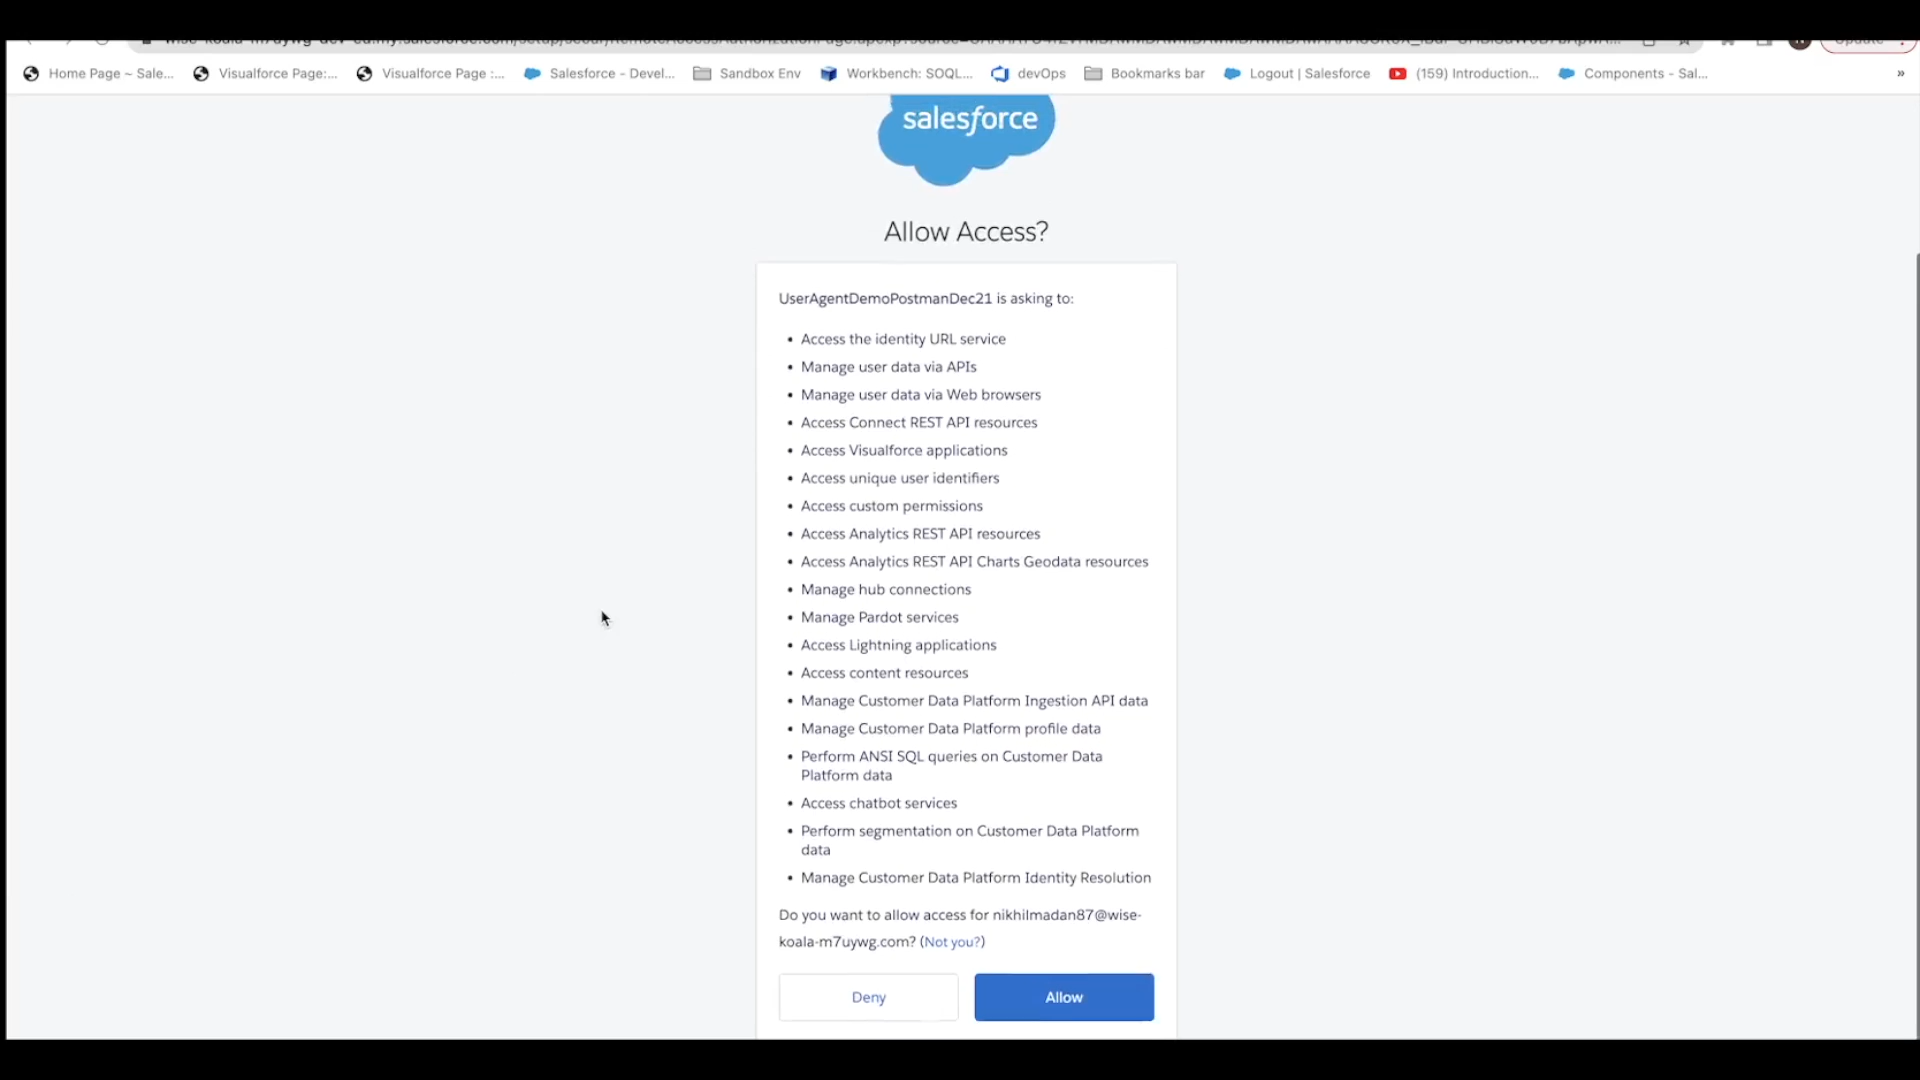 Home Page ~ Sale... Visualforce Page:... Visualforce Page :... Salesforce - Devel... Sandbox Env Workbench: SOQL... devOps Bookmarks bar Logout | Salesforce (159) Introduction... Components - Sal... »
salesforce
Allow Access?
UserAgentDemoPostmanDec21 is asking to:
• Access the identity URL service
• Manage user data via APIs
• Manage user data via Web browsers
• Access Connect REST API resources
• Access Visualforce applications
• Access unique user identifiers
• Access custom permissions
• Access Analytics REST API resources
• Access Analytics REST API Charts Geodata resources
• Manage hub connections
• Manage Pardot services
• Access Lightning applications
• Access content resources
• Manage Customer Data Platform Ingestion API data
• Manage Customer Data Platform profile data
• Perform ANSI SQL queries on Customer Data
Platform data
• Access chatbot services
• Perform segmentation on Customer Data Platform
data
• Manage Customer Data Platform Identity Resolution
Do you want to allow access for nikhilmadan87@wise-
koala-m7uywg.com? (Not you?)
Deny Allow